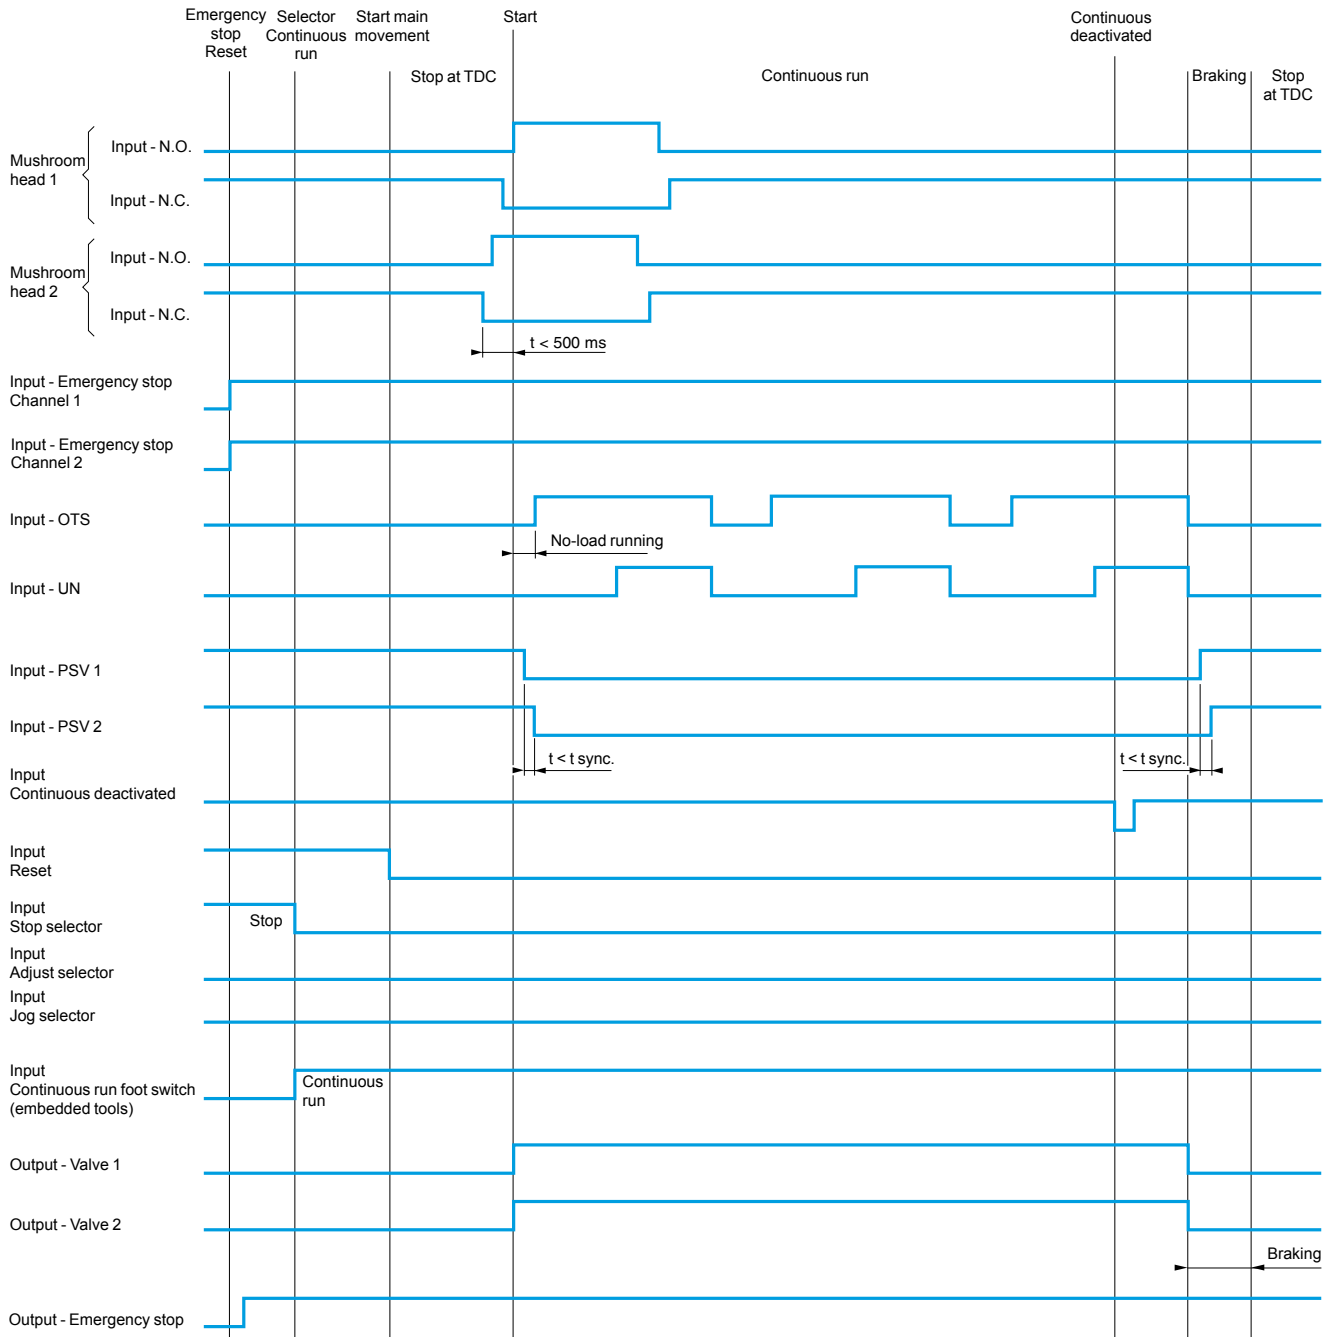 Emergency
stop
Reset
Selector
Continuous
run
Start main
movement
Start
Continuous
deactivated
Stop at TDC
Continuous run
Braking
Stop
at TDC
Mushroom
head 1
Input - N.O.
Input - N.C.
Mushroom
head 2
Input - N.O.
Input - N.C.
t < 500 ms
Input - Emergency stop
Channel 1
Input - Emergency stop
Channel 2
Input - OTS
No-load running
Input - UN
Input - PSV 1
Input - PSV 2
t < t sync.
t < t sync.
Input
Continuous deactivated
Input
Reset
Input
Stop selector
Stop
Input
Adjust selector
Input
Jog selector
Input
Continuous run foot switch
(embedded tools)
Continuous
run
Output - Valve 1
Output - Valve 2
Braking
Output - Emergency stop